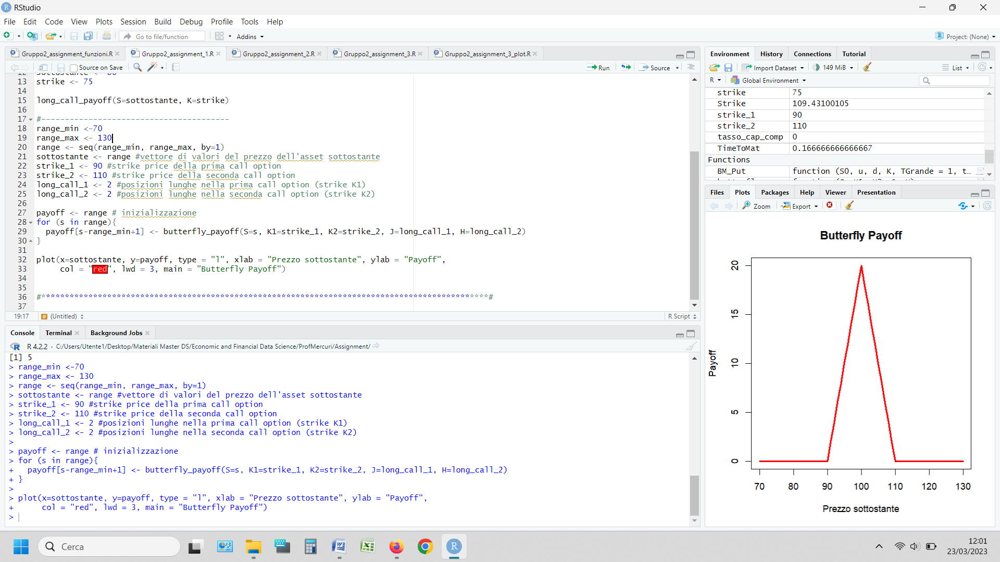 RStudio
File Edit Code View Plots Session Build Debug Profile Tools Help
Go to file/function Addins Project: (None)
Gruppo2_assignment_funzioni.R Gruppo2_assignment_1.R Gruppo2_assignment_2.R Gruppo2_assignment_3.R Gruppo2_assignment_3_plot.R
Source on Save Run Source
13 strike <- 75
14
15 long_call_payoff(S=sottostante, K=strike)
16
17 #----------------------------------------
18 range_min <-70
19 range_max <- 130
20 range <- seq(range_min, range_max, by=1)
21 sottostante <- range #vettore di valori del prezzo dell'asset sottostante
22 strike_1 <- 90 #strike price della prima call option
23 strike_2 <- 110 #strike price della seconda call option
24 long_call_1 <- 2 #posizioni lunghe nella prima call option (strike K1)
25 long_call_2 <- 2 #posizioni lunghe nella seconda call option (strike K2)
26
27 payoff <- range # inizializzazione
28 for (s in range){
29 payoff[s-range_min+1] <- butterfly_payoff(S=s, K1=strike_1, K2=strike_2, J=long_call_1, H=long_call_2)
30 }
31
32 plot(x=sottostante, y=payoff, type = "l", xlab = "Prezzo sottostante", ylab = "Payoff",
33 col = "red", lwd = 3, main = "Butterfly Payoff")
34
35
36 #***********************************************************************************************#
37
19:17 (Untitled) R Script
Console Terminal Background Jobs
R 4.2.2 · C:/Users/Utente1/Desktop/Materiali Master DS/Economic and Financial Data Science/ProfMercuri/Assignment/
[1] 5
> range_min <-70
> range_max <- 130
> range <- seq(range_min, range_max, by=1)
> sottostante <- range #vettore di valori del prezzo dell'asset sottostante
> strike_1 <- 90 #strike price della prima call option
> strike_2 <- 110 #strike price della seconda call option
> long_call_1 <- 2 #posizioni lunghe nella prima call option (strike K1)
> long_call_2 <- 2 #posizioni lunghe nella seconda call option (strike K2)
>
> payoff <- range # inizializzazione
> for (s in range){
+ payoff[s-range_min+1] <- butterfly_payoff(S=s, K1=strike_1, K2=strike_2, J=long_call_1, H=long_call_2)
+ }
>
> plot(x=sottostante, y=payoff, type = "l", xlab = "Prezzo sottostante", ylab = "Payoff",
+ col = "red", lwd = 3, main = "Butterfly Payoff")
>
Environment History Connections Tutorial
Import Dataset 149 MiB List
R Global Environment
strike 75
Strike 109.43100105
strike_1 90
strike_2 110
tasso_cap_comp 0
TimeToMat 0.166666666666667
Functions
BM_Put function (S0, u, d, K, TGrande = 1, t…
Files Plots Packages Help Viewer Presentation
Zoom Export
Butterfly Payoff
Payoff
20
15
10
5
0
70 80 90 100 110 120 130
Prezzo sottostante
Cerca
12:01
23/03/2023